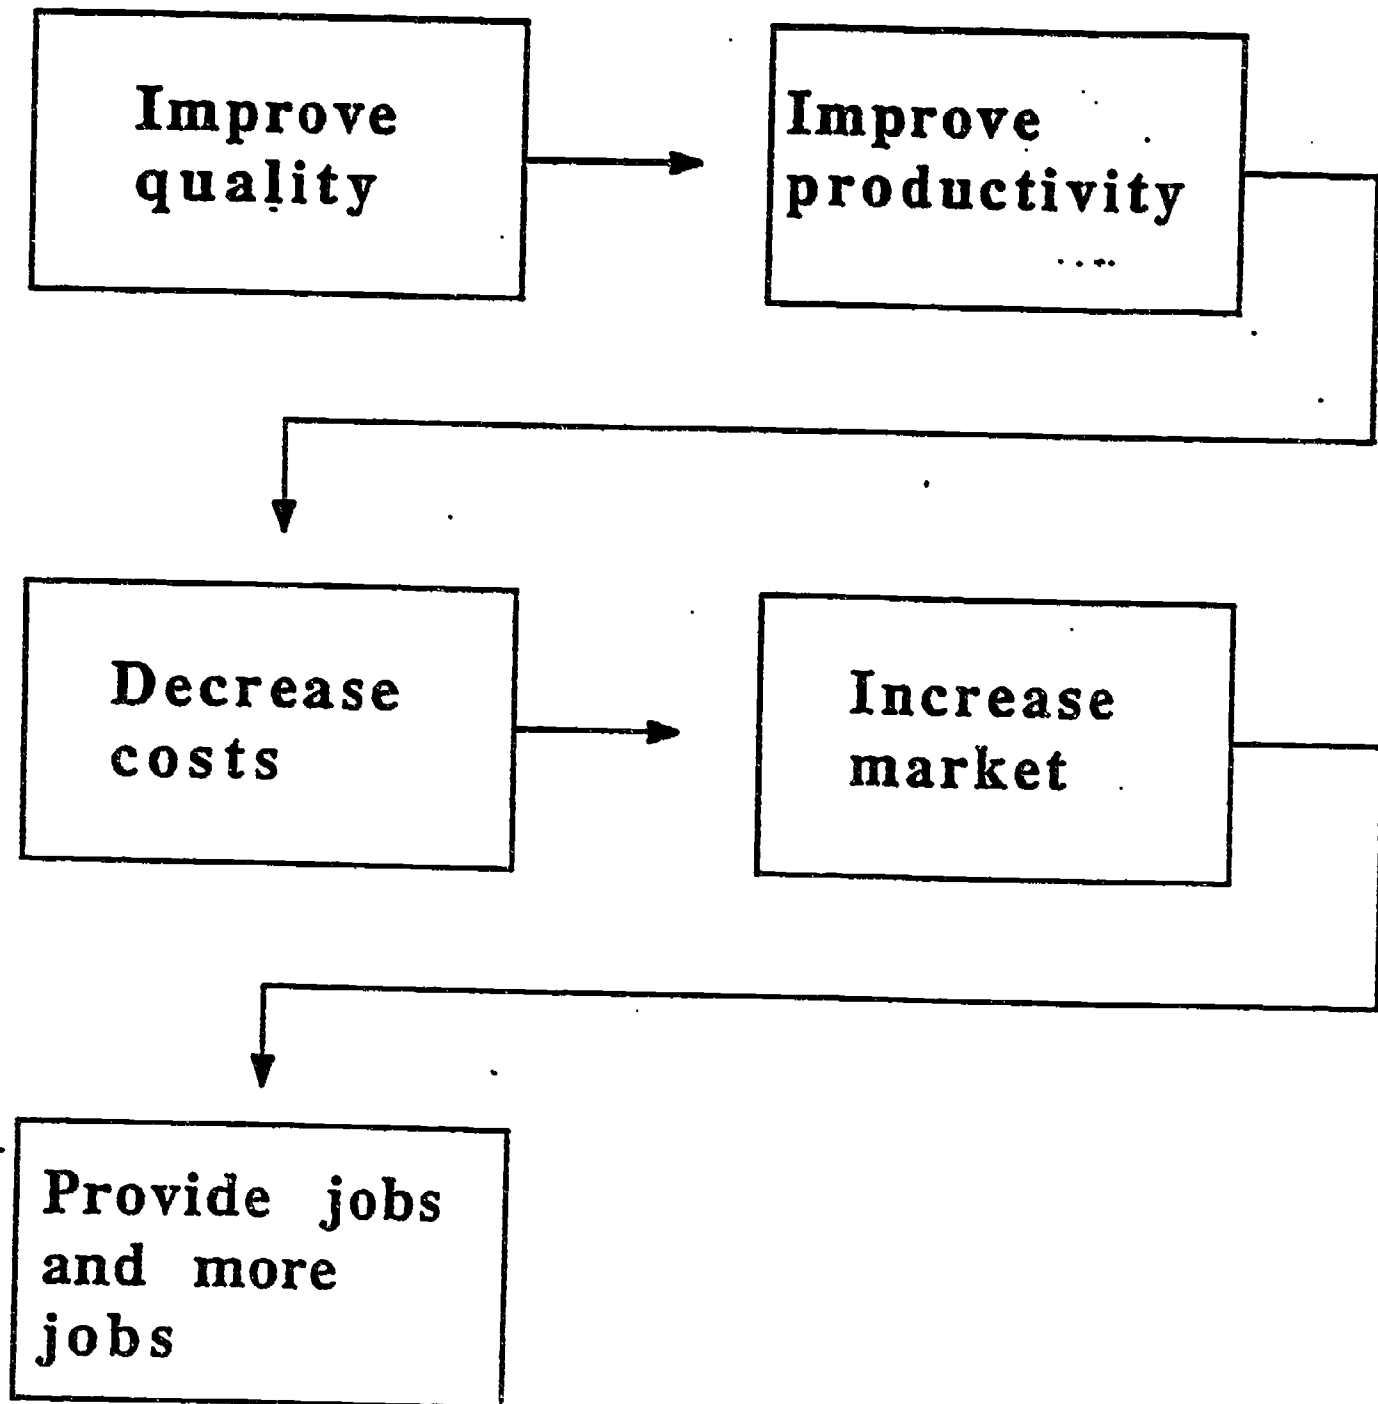 Improve
quality
Improve
productivity
Decrease
costs
Increase
market
Provide jobs
and more
jobs